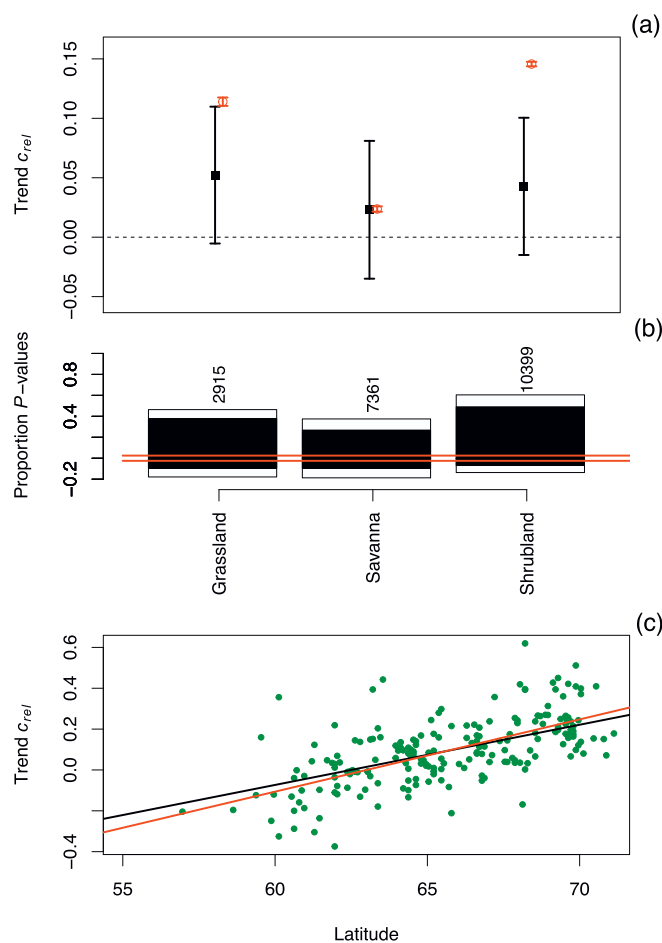 (a)
Trend c_rel
0.15
0.10
0.05
0.00
−0.05
(b)
Proportion P−values
0.8
0.4
−0.2
2915
7361
10399
Grassland
Savanna
Shrubland
(c)
Trend c_rel
0.6
0.4
0.2
0.0
−0.4
55 60 65 70
Latitude